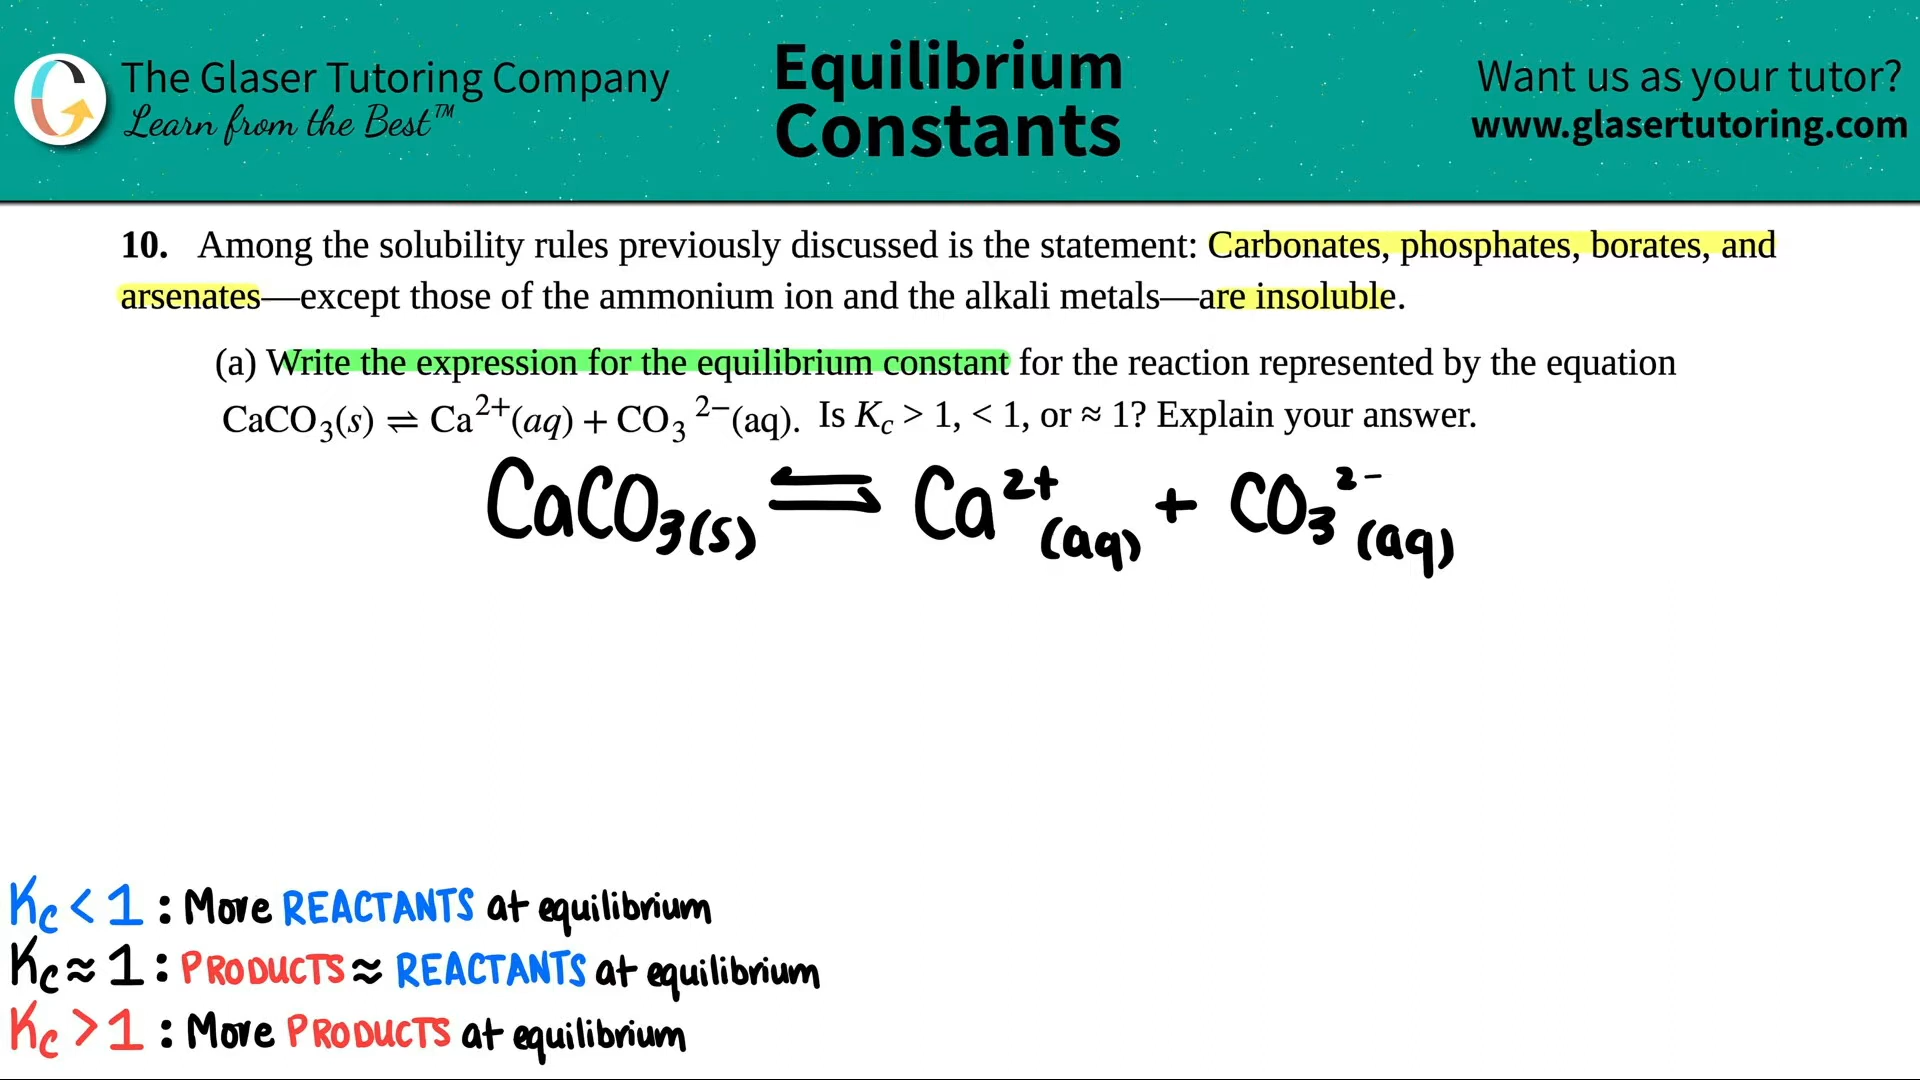 The Glaser Tutoring Company
Learn from the Best™
Equilibrium
Constants
Want us as your tutor?
www.glasertutoring.com
10. Among the solubility rules previously discussed is the statement: Carbonates, phosphates, borates, and
arsenates—except those of the ammonium ion and the alkali metals—are insoluble.
(a) Write the expression for the equilibrium constant for the reaction represented by the equation
CaCO₃(s) ⇌ Ca²⁺(aq) + CO₃ ²⁻(aq). Is K꜀ > 1, < 1, or ≈ 1? Explain your answer.
CaCO₃(s) ⇌ Ca²⁺(aq) + CO₃²⁻(aq)
Kc < 1 : More REACTANTS at equilibrium
Kc ≈ 1 : PRODUCTS ≈ REACTANTS at equilibrium
Kc > 1 : More PRODUCTS at equilibrium